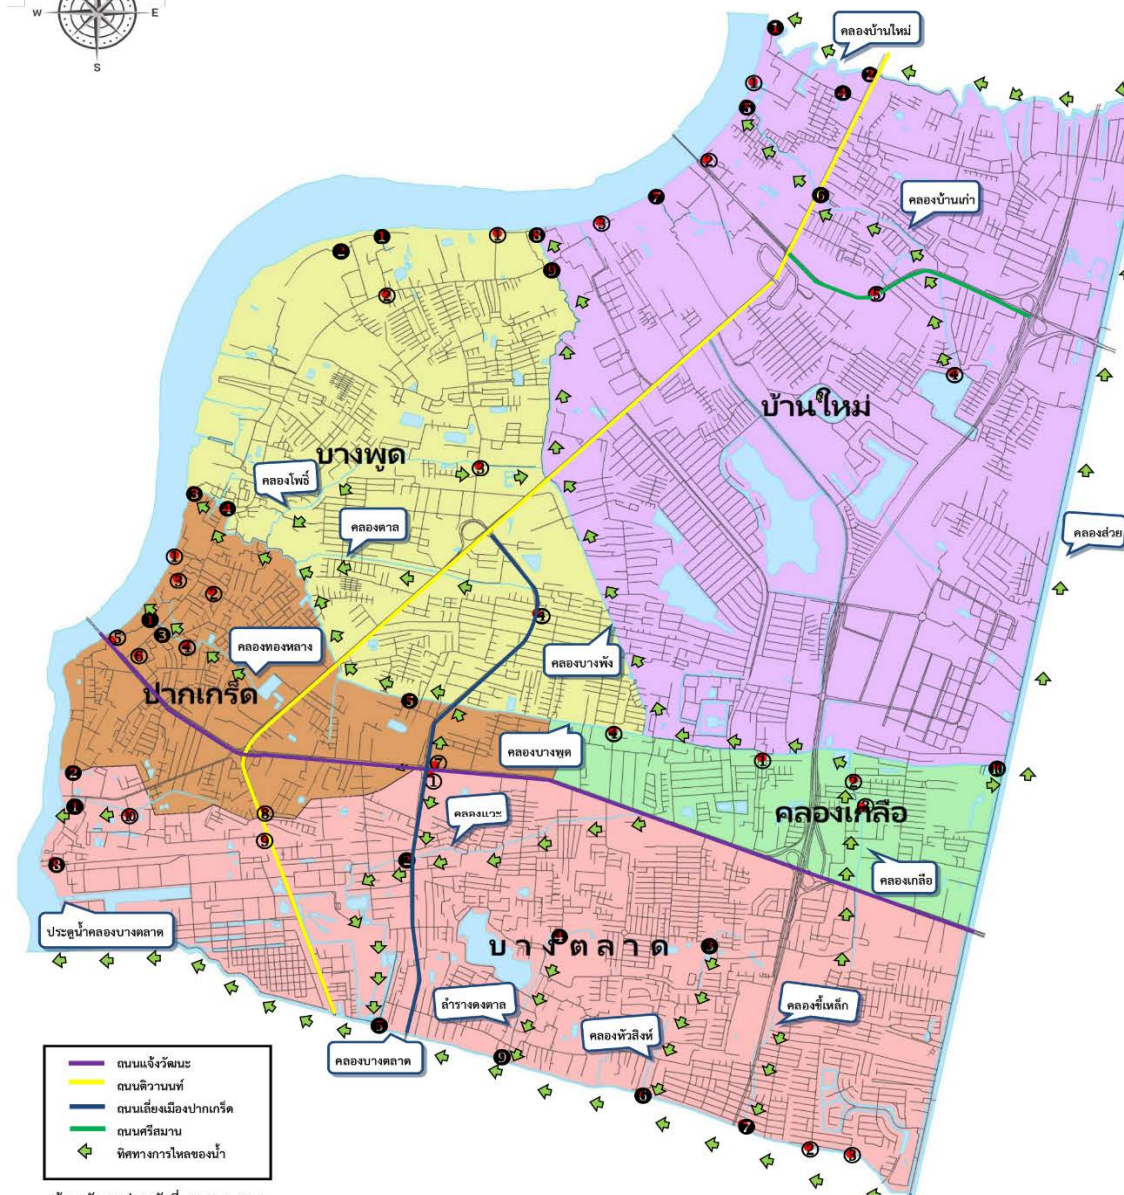 W E
S
คลองบ้านใหม่
คลองบ้านเก่า
บ้านใหม่
บางพูด
คลองโพธิ์
คลองตาล
คลองส่วย
คลองทองหลาง
คลองบางพัง
ปากเกร็ด
คลองบางพูด
คลองแวะ
คลองเกลือ
คลองเกลือ
ประตูน้ำคลองบางตลาด
บางตลาด
ลำรางดงตาล
คลองหัวสิงห์
คลองขี้เหล็ก
คลองบางตลาด
ถนนแจ้งวัฒนะ
ถนนติวานนท์
ถนนเลี่ยงเมืองปากเกร็ด
ถนนศรีสมาน
ทิศทางการไหลของน้ำ